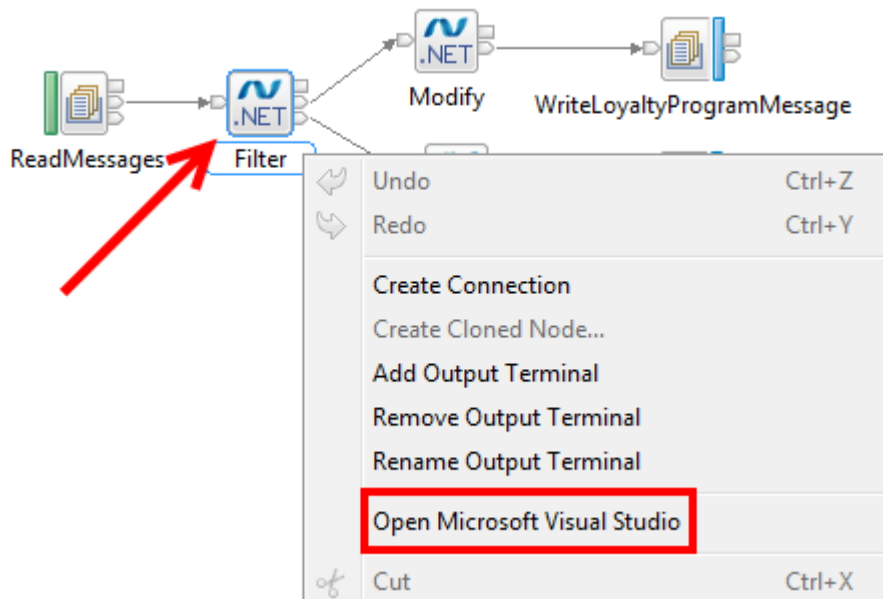 .NET
Modify
WriteLoyaltyProgramMessage
.NET
ReadMessages
Filter
Undo Ctrl+Z
Redo Ctrl+Y
Create Connection
Create Cloned Node...
Add Output Terminal
Remove Output Terminal
Rename Output Terminal
Open Microsoft Visual Studio
Cut Ctrl+X